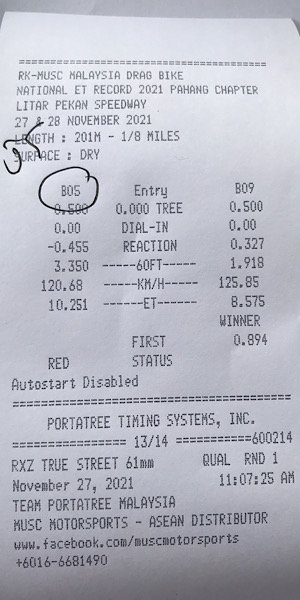 RK-MUSC MALAYSIA DRAG BIKE
NATIONAL ET RECORD 2021 PAHANG CHAPTER
LITAR PEKAN SPEEDWAY
27 & 28 NOVEMBER 2021
LENGTH : 201M - 1/8 MILES
SURFACE : DRY
B05 Entry B09
0.500 0.000 TREE 0.500
0.00 DIAL-IN 0.00
-0.455 REACTION 0.327
3.350 -----60FT----- 1.918
120.68 -----KM/H----- 125.85
10.251 ------ET------ 8.575
WINNER
FIRST 0.894
RED STATUS
Autostart Disabled
PORTATREE TIMING SYSTEMS, INC.
================ 13/14 ============600214
RXZ TRUE STREET 61mm QUAL RND 1
November 27, 2021 11:07:25 AM
TEAM PORTATREE MALAYSIA
MUSC MOTORSPORTS - ASEAN DISTRIBUTOR
www.facebook.com/muscmotorsports
+6016-6681490